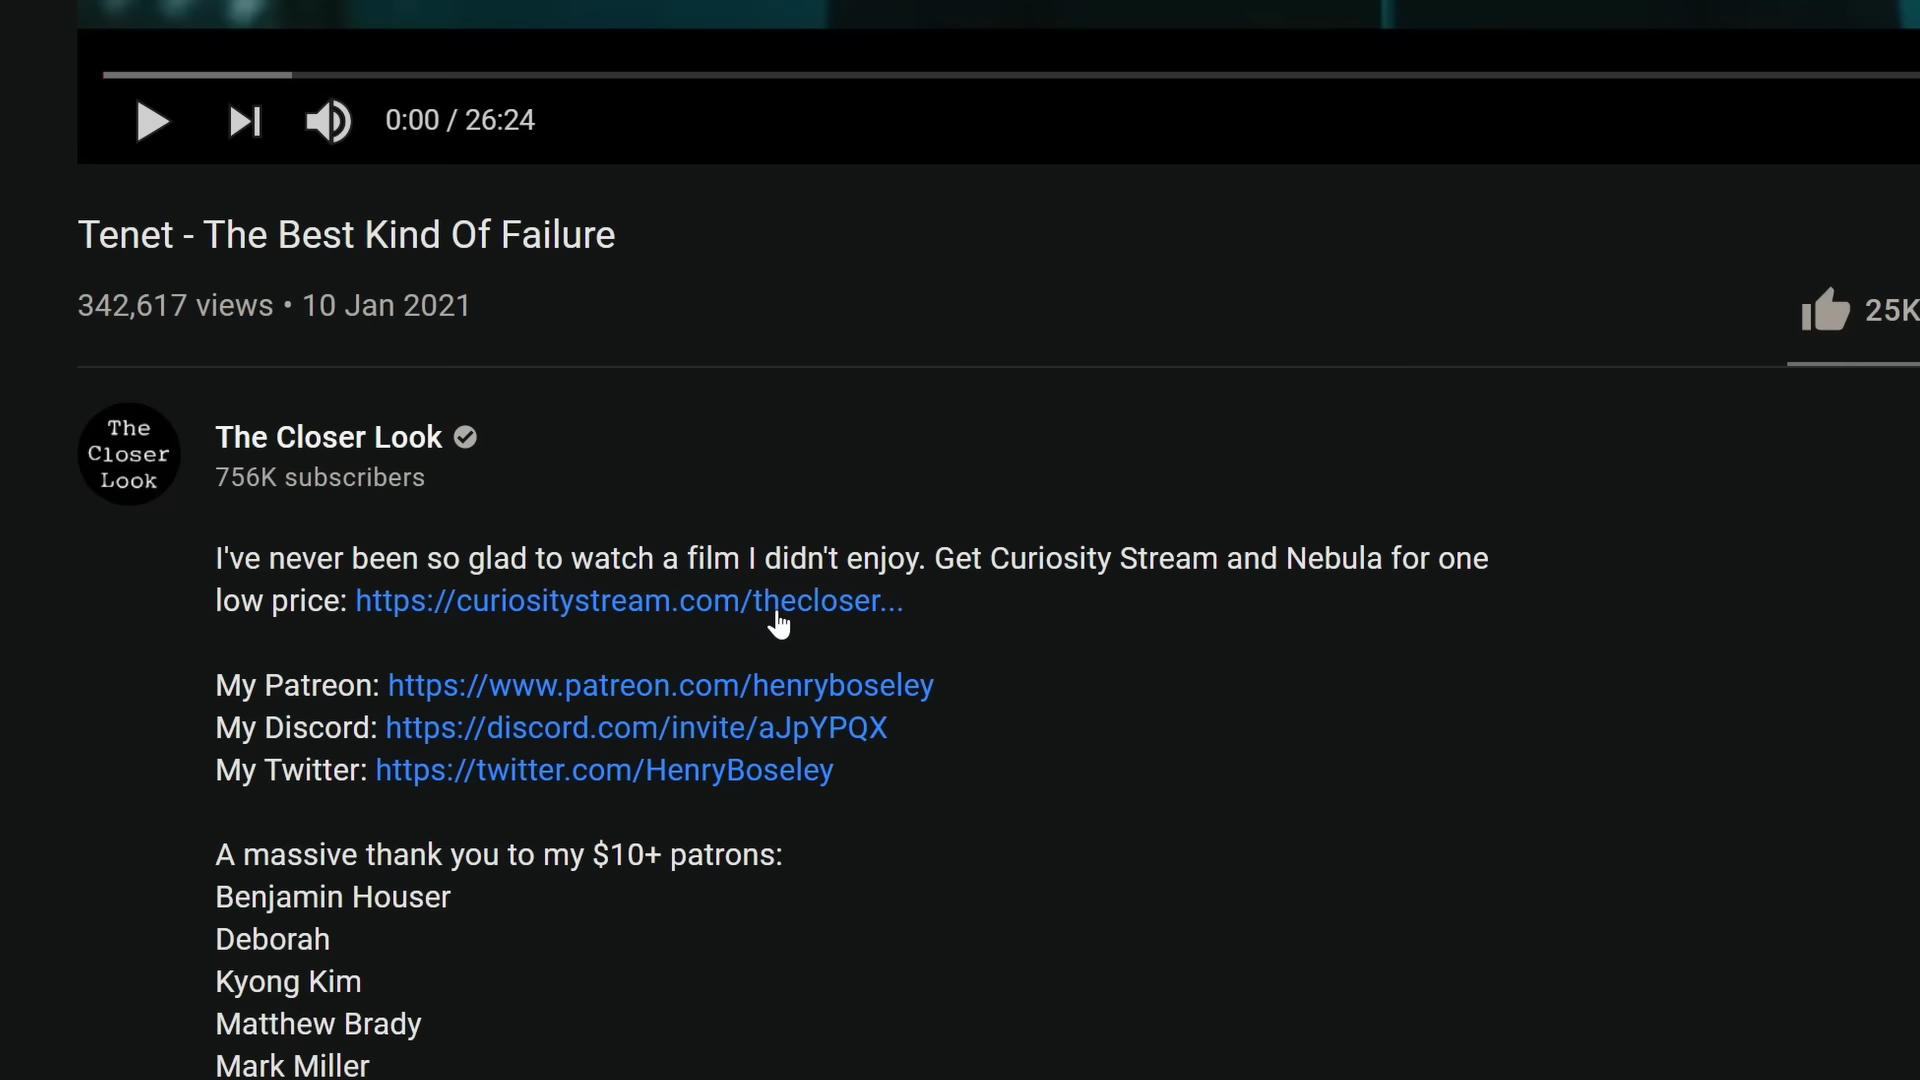 0:00 / 26:24
Tenet - The Best Kind Of Failure
342,617 views • 10 Jan 2021
25K
The Closer Look
The Closer Look
756K subscribers
I've never been so glad to watch a film I didn't enjoy. Get Curiosity Stream and Nebula for one
low price: https://curiositystream.com/thecloser...
My Patreon: https://www.patreon.com/henryboseley
My Discord: https://discord.com/invite/aJpYPQX
My Twitter: https://twitter.com/HenryBoseley
A massive thank you to my $10+ patrons:
Benjamin Houser
Deborah
Kyong Kim
Matthew Brady
Mark Miller